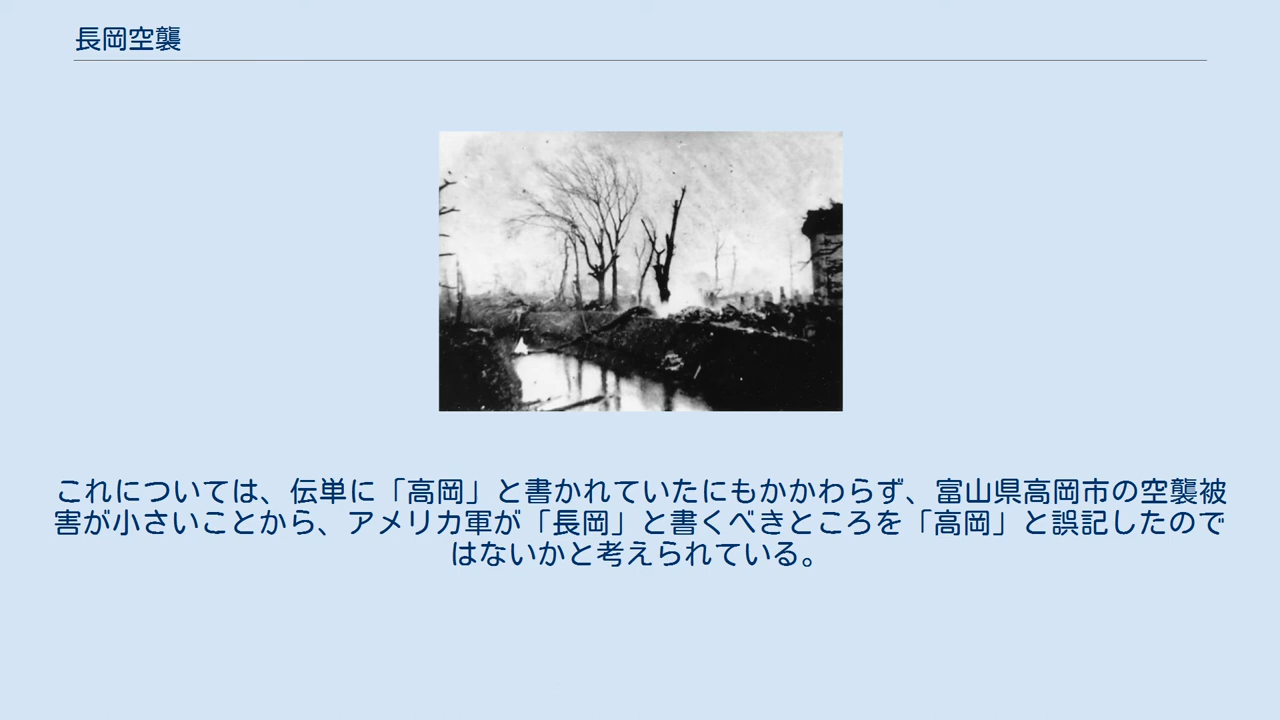 長岡空襲
これについては、伝単に「高岡」と書かれていたにもかかわらず、富山県高岡市の空襲被
害が小さいことから、アメリカ軍が「長岡」と書くべきところを「高岡」と誤記したので
はないかと考えられている。